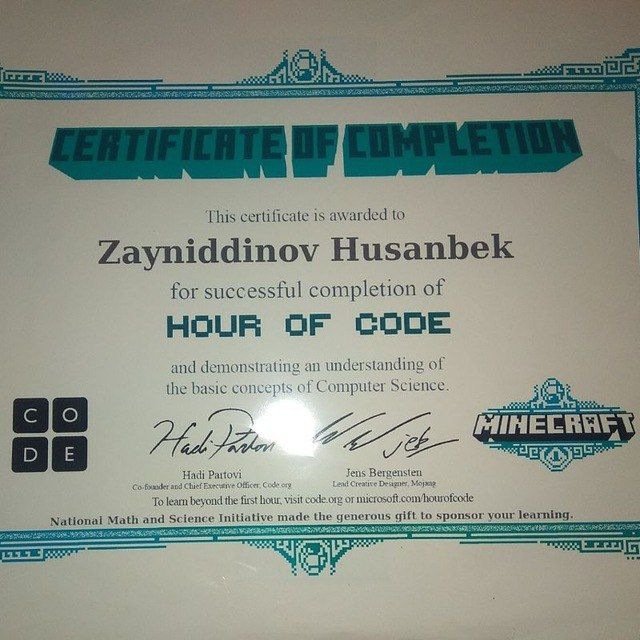 CERTIFICATE OF COMPLETION
This certificate is awarded to
Zayniddinov Husanbek
for successful completion of
HOUR OF CODE
and demonstrating an understanding of
the basic concepts of Computer Science.
CO
DE
Hadi Partovi
jeb
MINECRAFT
Hadi Partovi
Co-founder and Chief Executive Officer, Code.org
Jens Bergensten
Lead Creative Designer, Mojang
To learn beyond the first hour, visit code.org or microsoft.com/hourofcode
National Math and Science Initiative made the generous gift to sponsor your learning.